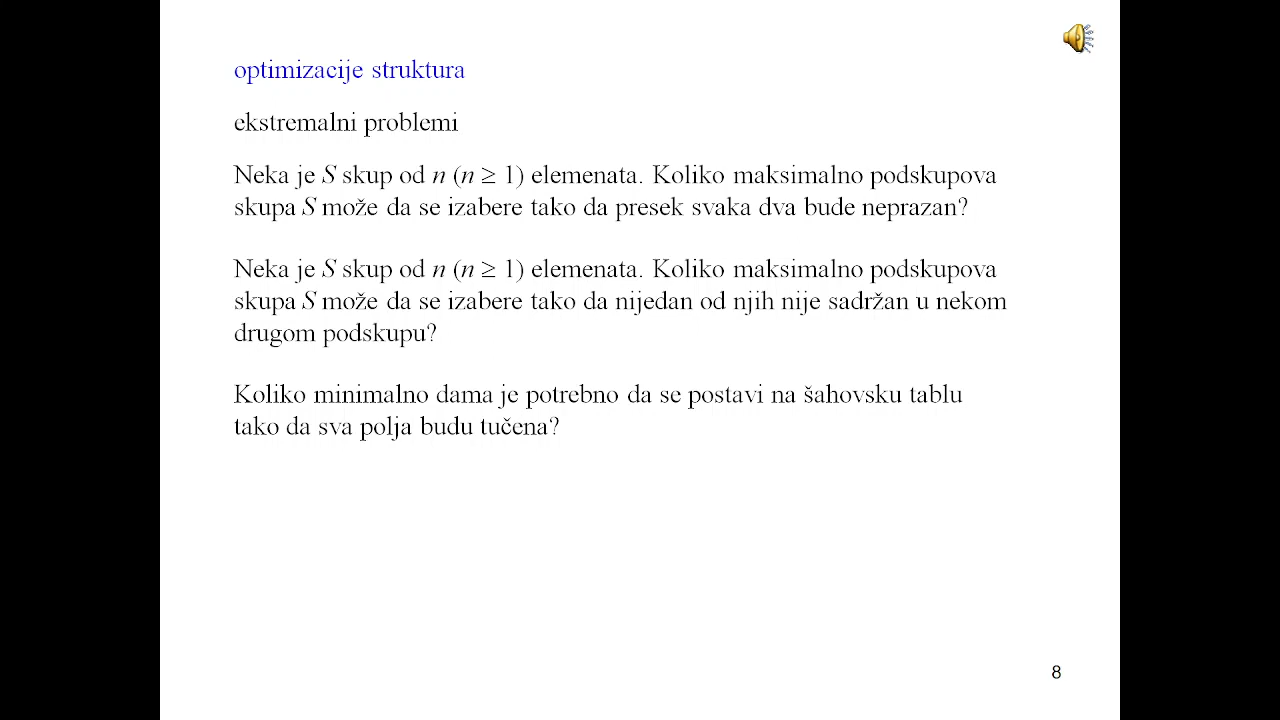 optimizacije struktura
ekstremalni problemi
Neka je S skup od n (n ≥ 1) elemenata. Koliko maksimalno podskupova
skupa S može da se izabere tako da presek svaka dva bude neprazan?
Neka je S skup od n (n ≥ 1) elemenata. Koliko maksimalno podskupova
skupa S može da se izabere tako da nijedan od njih nije sadržan u nekom
drugom podskupu?
Koliko minimalno dama je potrebno da se postavi na šahovsku tablu
tako da sva polja budu tučena?
8